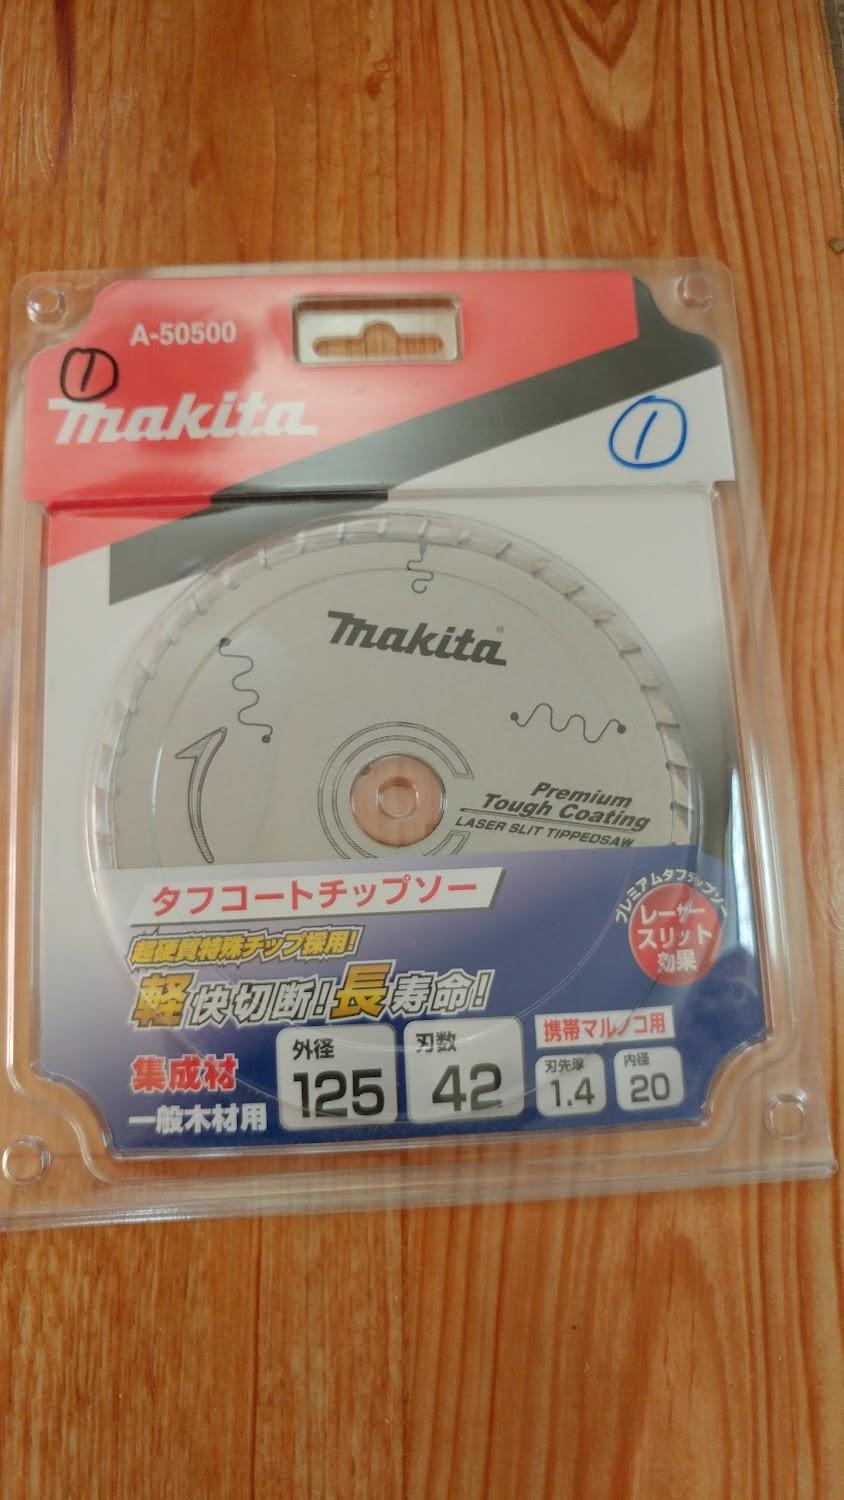 A-50500
1
makita
1
makita®
Premium
Tough Coating
LASER SLIT TIPPEDSAW
タフコートチップソー
プレミアムタフチップソー
レーザー
スリット
効果
超硬質特殊チップ採用!
軽快切断!長寿命!
携帯マルノコ用
集成材
一般木材用
外径
125
刃数
42
刃先厚
1.4
内径
20